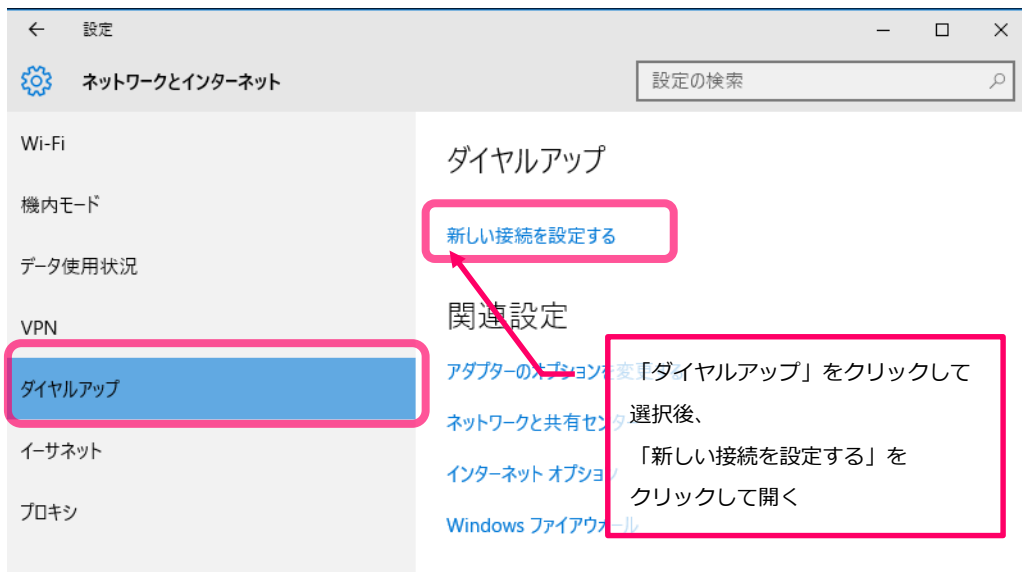 設定
ネットワークとインターネット
設定の検索
Wi-Fi
機内モード
データ使用状況
VPN
ダイヤルアップ
イーサネット
プロキシ
ダイヤルアップ
新しい接続を設定する
関連設定
アダプターのオプションを変更する
ネットワークと共有センター
インターネット オプション
Windows ファイアウォール
「ダイヤルアップ」をクリックして
選択後、
「新しい接続を設定する」を
クリックして開く